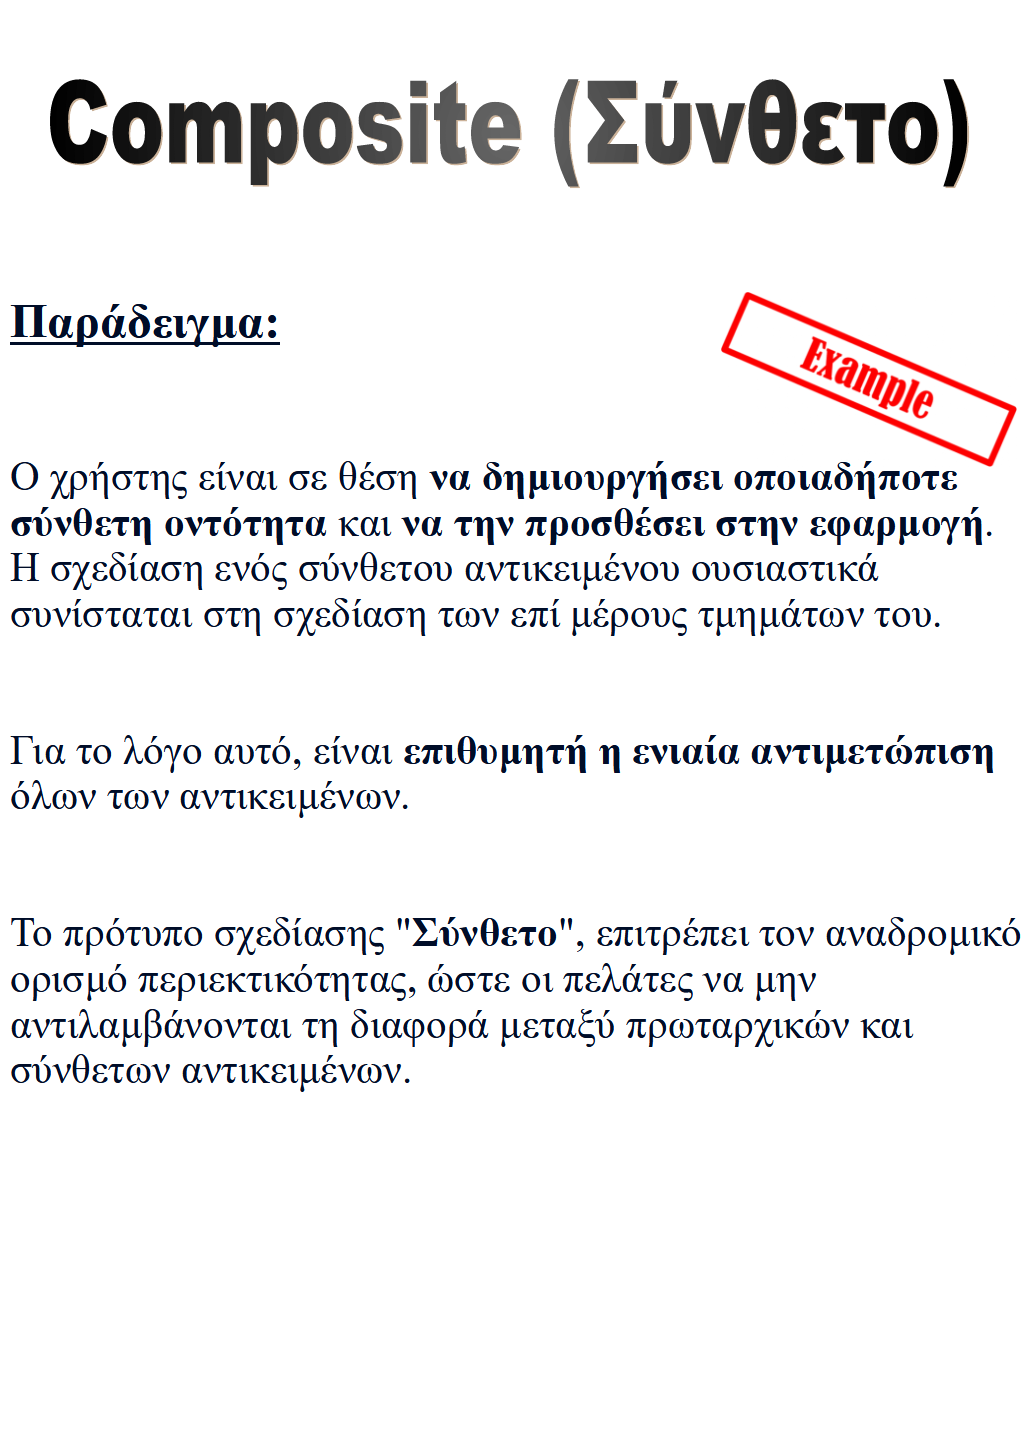 Composite (Σύνθετο)
Παράδειγμα:
Example
Ο χρήστης είναι σε θέση να δημιουργήσει οποιαδήποτε
σύνθετη οντότητα και να την προσθέσει στην εφαρμογή.
Η σχεδίαση ενός σύνθετου αντικειμένου ουσιαστικά
συνίσταται στη σχεδίαση των επί μέρους τμημάτων του.
Για το λόγο αυτό, είναι επιθυμητή η ενιαία αντιμετώπιση
όλων των αντικειμένων.
Το πρότυπο σχεδίασης "Σύνθετο", επιτρέπει τον αναδρομικό
ορισμό περιεκτικότητας, ώστε οι πελάτες να μην
αντιλαμβάνονται τη διαφορά μεταξύ πρωταρχικών και
σύνθετων αντικειμένων.